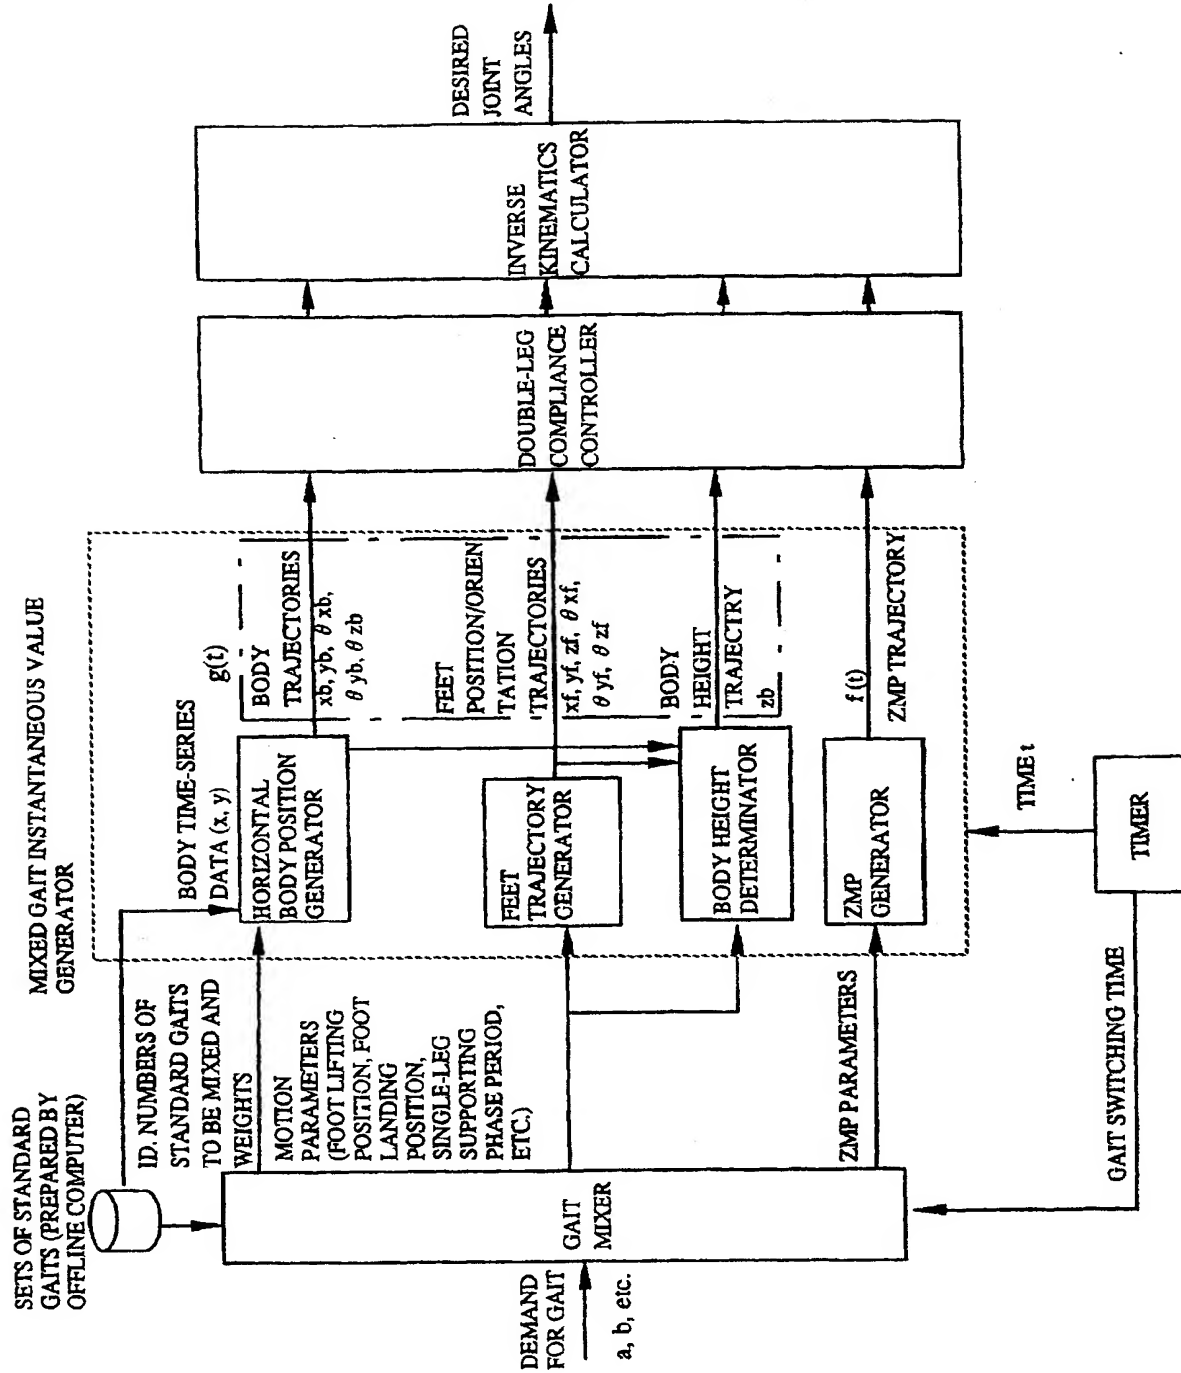 SETS OF STANDARD
GAITS (PREPARED BY
OFFLINE COMPUTER)
DEMAND
FOR GAIT
a, b, etc.
GAIT
MIXER
ID. NUMBERS OF
STANDARD GAITS
TO BE MIXED AND
WEIGHTS
MOTION
PARAMETERS
(FOOT LIFTING
POSITION, FOOT
LANDING
POSITION,
SINGLE-LEG
SUPPORTING
PHASE PERIOD,
ETC.)
ZMP PARAMETERS
GAIT SWITCHING TIME
MIXED GAIT INSTANTANEOUS VALUE
GENERATOR
BODY TIME-SERIES
DATA (x, y)
HORIZONTAL
BODY POSITION
GENERATOR
FEET
TRAJECTORY
GENERATOR
BODY HEIGHT
DETERMINATOR
ZMP
GENERATOR
TIMER
TIME t
g(t)
BODY
TRAJECTORIES
xb, yb, θ xb,
θ yb, θ zb
FEET
POSITION/ORIEN
TATION
TRAJECTORIES
xf, yf, zf, θ xf,
θ yf, θ zf
BODY
HEIGHT
TRAJECTRY
zb
f (t)
ZMP TRAJECTORY
DOUBLE-LEG
COMPLIANCE
CONTROLLER
INVERSE
KINEMATICS
CALCULATOR
DESIRED
JOINT
ANGLES